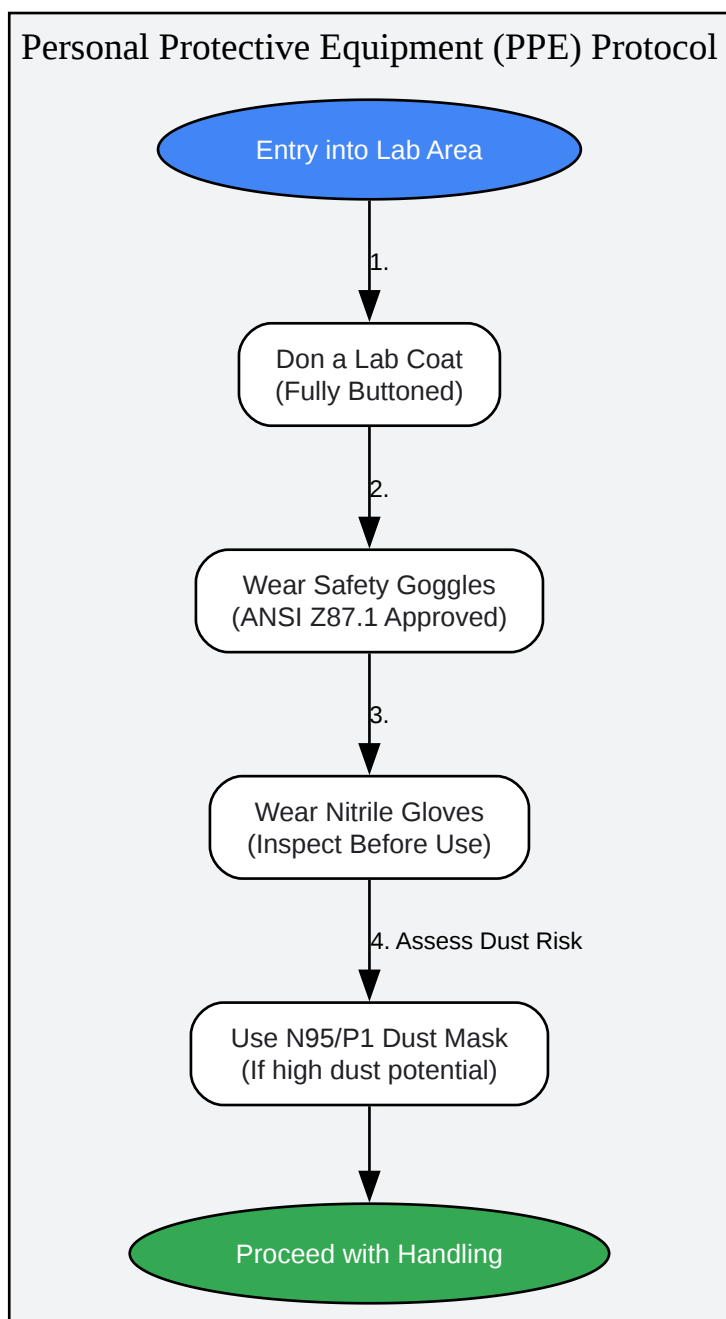 Personal Protective Equipment (PPE) Protocol
Entry into Lab Area
1.
Don a Lab Coat
(Fully Buttoned)
2.
Wear Safety Goggles
(ANSI Z87.1 Approved)
3.
Wear Nitrile Gloves
(Inspect Before Use)
4. Assess Dust Risk
Use N95/P1 Dust Mask
(If high dust potential)
Proceed with Handling